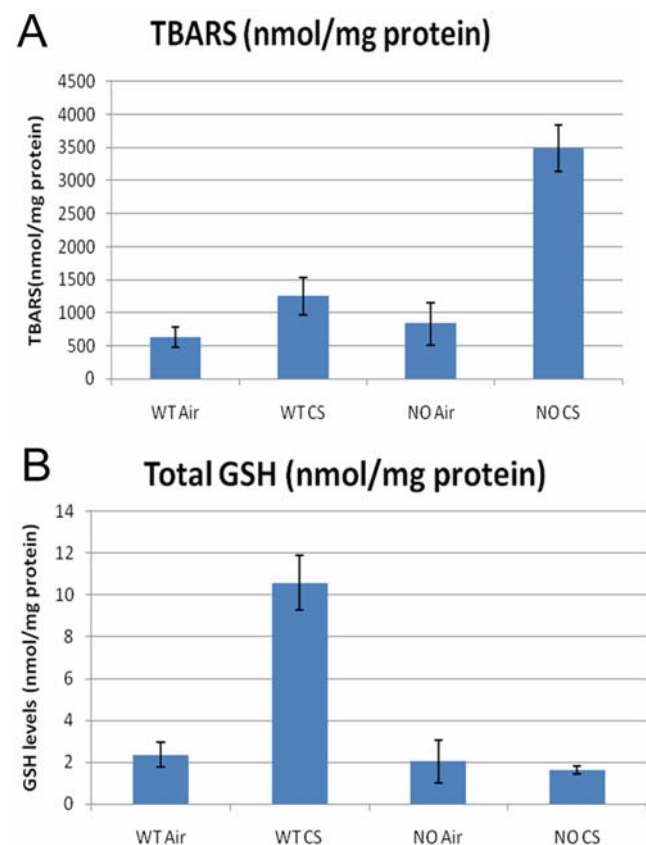 A
TBARS (nmol/mg protein)
TBARS(nmol/mg protein)
4500
4000
3500
3000
2500
2000
1500
1000
500
0
WT Air
WT CS
NO Air
NO CS
B
Total GSH (nmol/mg protein)
GSH levels (nmol/mg protein)
14
12
10
8
6
4
2
0
WT Air
WT CS
NO Air
NO CS